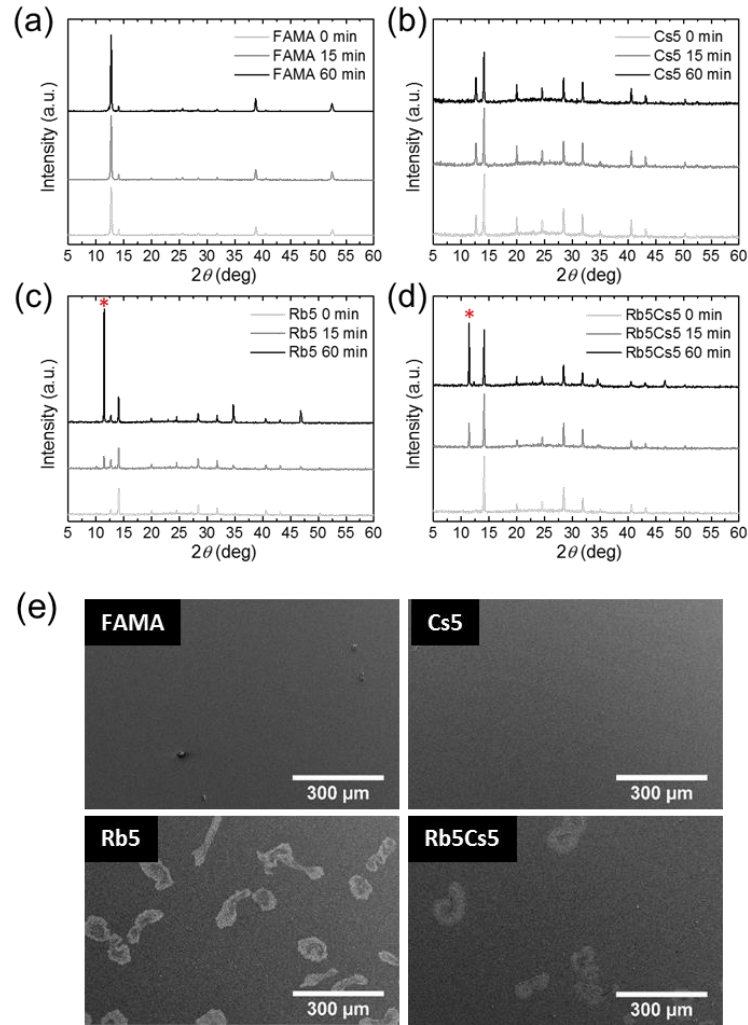 (a)
FAMA 0 min
FAMA 15 min
FAMA 60 min
Intensity (a.u.)
5 10 15 20 25 30 35 40 45 50 55 60
2θ (deg)
(b)
Cs5 0 min
Cs5 15 min
Cs5 60 min
Intensity (a.u.)
5 10 15 20 25 30 35 40 45 50 55 60
2θ (deg)
(c)
*
Rb5 0 min
Rb5 15 min
Rb5 60 min
Intensity (a.u.)
5 10 15 20 25 30 35 40 45 50 55 60
2θ (deg)
(d)
*
Rb5Cs5 0 min
Rb5Cs5 15 min
Rb5Cs5 60 min
Intensity (a.u.)
5 10 15 20 25 30 35 40 45 50 55 60
2θ (deg)
(e)
FAMA
300 µm
Cs5
300 µm
Rb5
300 µm
Rb5Cs5
300 µm